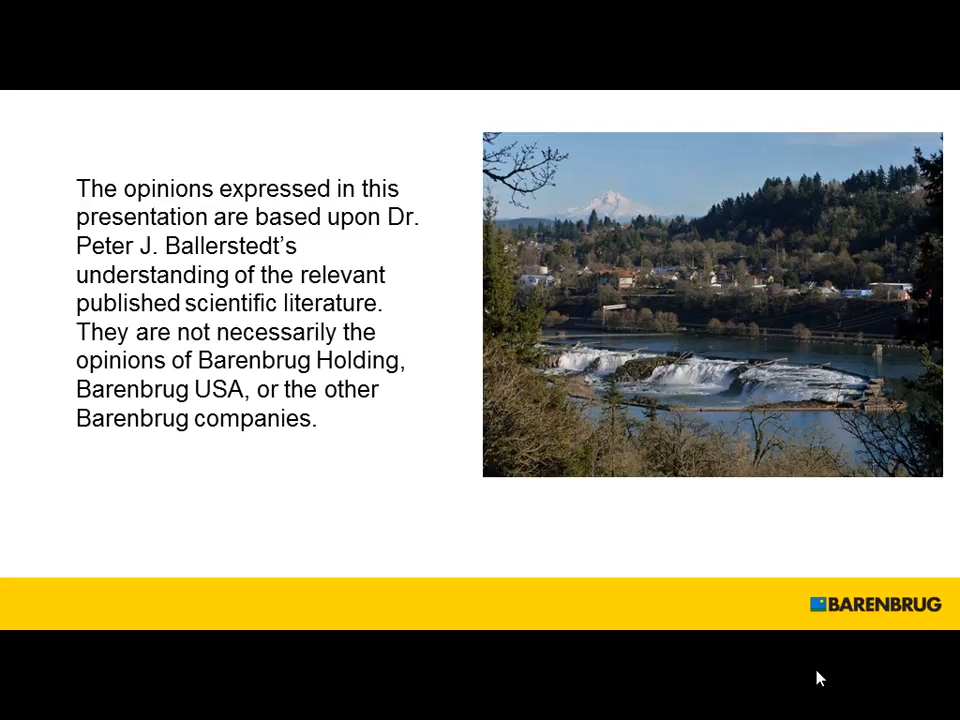 The opinions expressed in this
presentation are based upon Dr.
Peter J. Ballerstedt’s
understanding of the relevant
published scientific literature.
They are not necessarily the
opinions of Barenbrug Holding,
Barenbrug USA, or the other
Barenbrug companies.
BARENBRUG